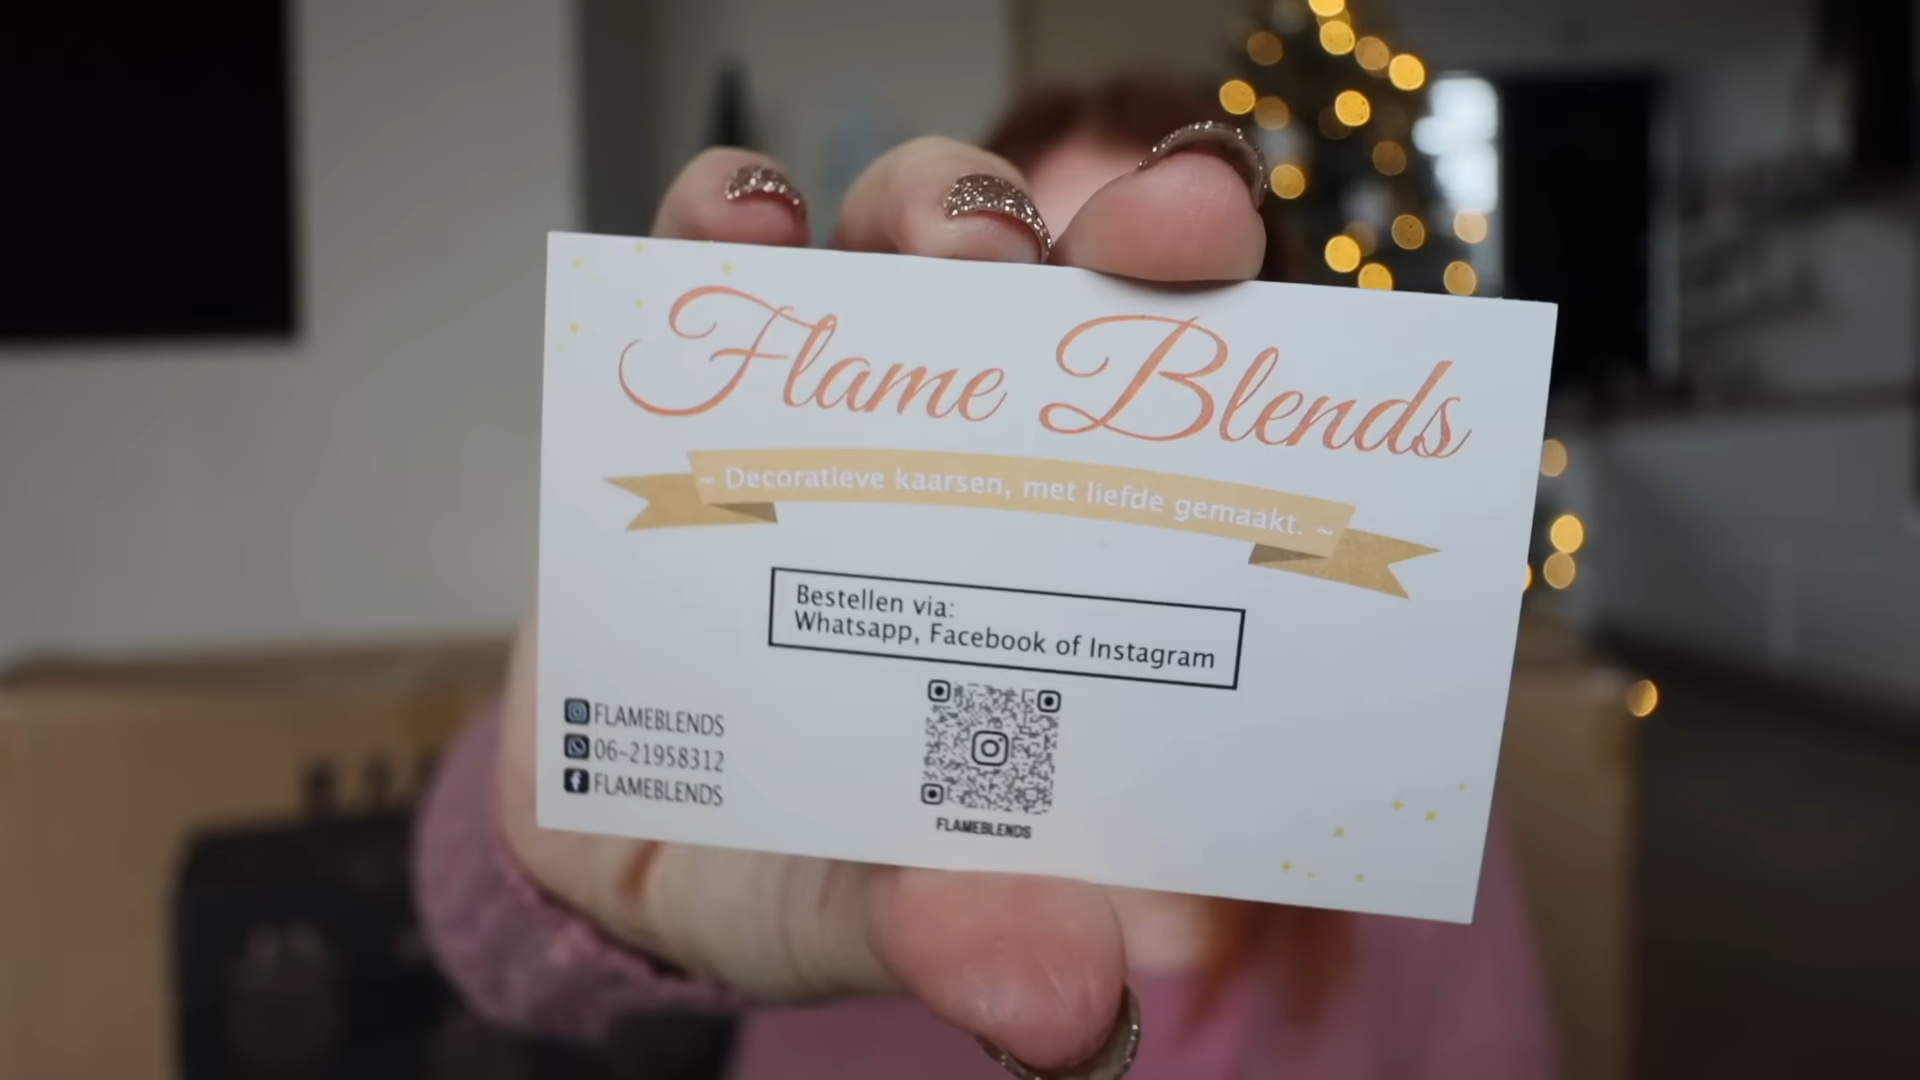 Flame Blends
~ Decoratieve kaarsen, met liefde gemaakt. ~
Bestellen via:
Whatsapp, Facebook of Instagram
FLAMEBLENDS
06-21958312
FLAMEBLENDS
FLAMEBLENDS